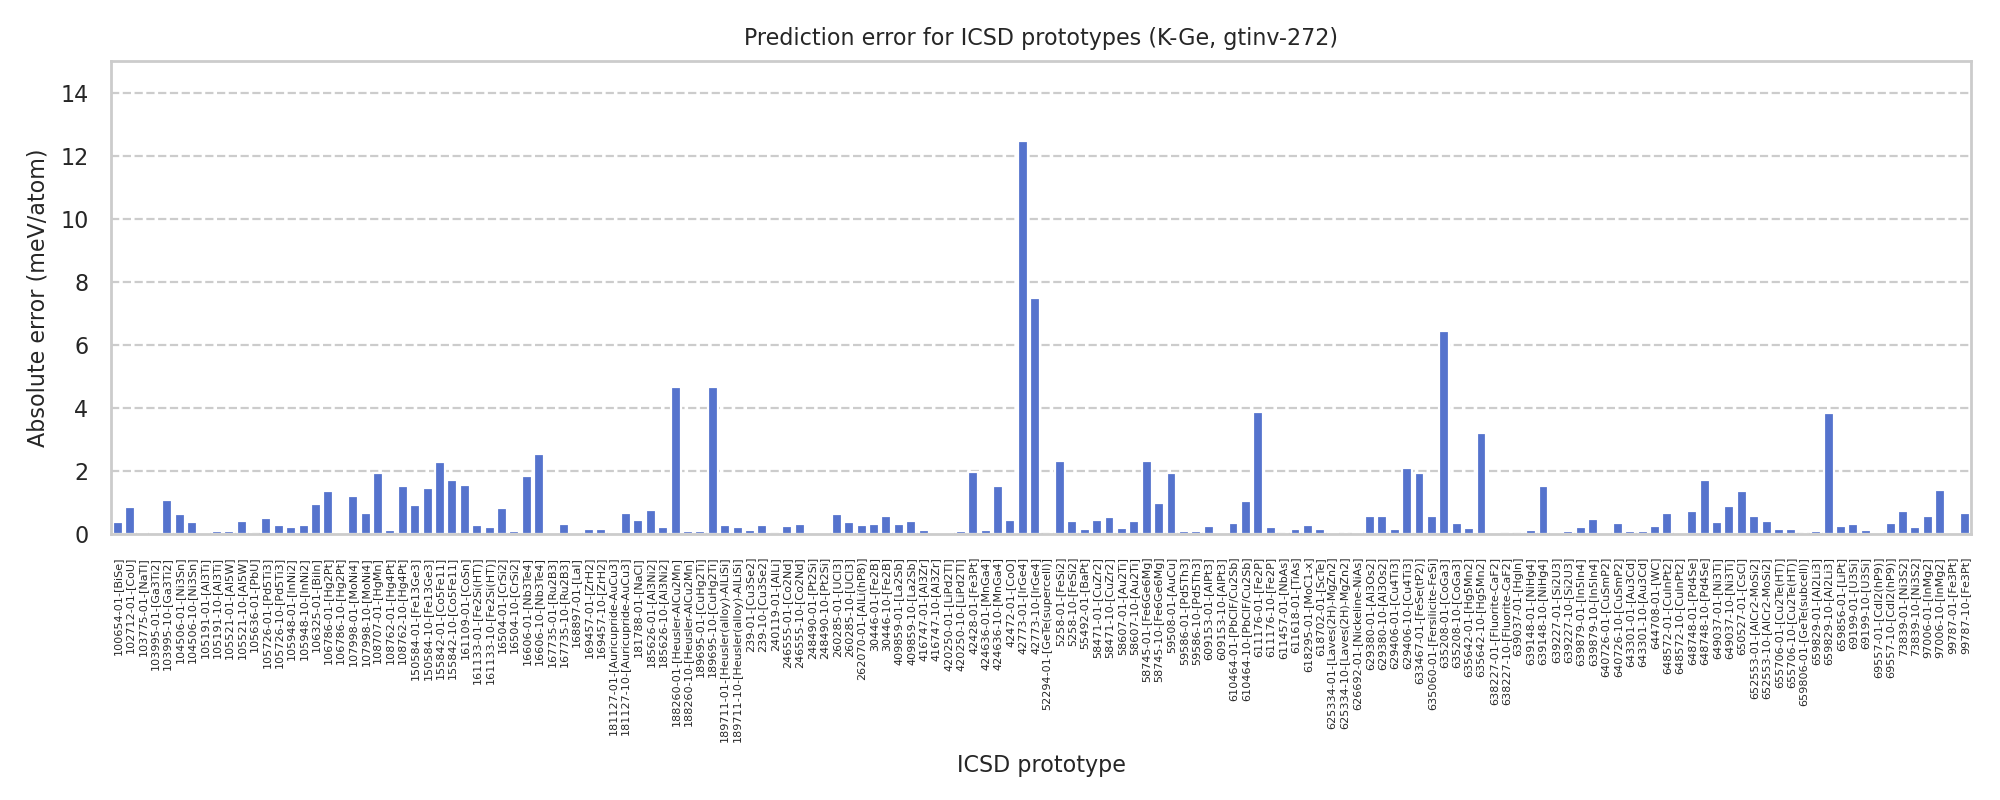 Prediction error for ICSD prototypes (K-Ge, gtinv-272)
Absolute error (meV/atom)
14
12
10
8
6
4
2
0
100654-01-[BiSe]
102712-01-[CoU]
103775-01-[NaTl]
103995-01-[Ga3Ti2]
103995-10-[Ga3Ti2]
104506-01-[Ni3Sn]
104506-10-[Ni3Sn]
105191-01-[Al3Ti]
105191-10-[Al3Ti]
105521-01-[Al5W]
105521-10-[Al5W]
105636-01-[PbU]
105726-01-[Pd5Ti3]
105726-10-[Pd5Ti3]
105948-01-[InNi2]
105948-10-[InNi2]
106325-01-[BiIn]
106786-01-[Hg2Pt]
106786-10-[Hg2Pt]
107998-01-[MoNi4]
107998-10-[MoNi4]
108707-01-[HgMn]
108762-01-[Hg4Pt]
108762-10-[Hg4Pt]
150584-01-[Fe13Ge3]
150584-10-[Fe13Ge3]
155842-01-[Co5Fe11]
155842-10-[Co5Fe11]
161109-01-[CoSn]
161133-01-[Fe2Si(HT)]
161133-10-[Fe2Si(HT)]
16504-01-[CrSi2]
16504-10-[CrSi2]
16606-01-[Nb3Te4]
16606-10-[Nb3Te4]
167735-01-[Ru2B3]
167735-10-[Ru2B3]
168897-01-[LaI]
169457-01-[ZrH2]
169457-10-[ZrH2]
181127-01-[Auricupride-AuCu3]
181127-10-[Auricupride-AuCu3]
181788-01-[NaCl]
185626-01-[Al3Ni2]
185626-10-[Al3Ni2]
188260-01-[Heusler-AlCu2Mn]
188260-10-[Heusler-AlCu2Mn]
189695-01-[CuHg2Ti]
189695-10-[CuHg2Ti]
189711-01-[Heusler(alloy)-AlLiSi]
189711-10-[Heusler(alloy)-AlLiSi]
239-01-[Cu3Se2]
239-10-[Cu3Se2]
240119-01-[AlLi]
246555-01-[Co2Nd]
246555-10-[Co2Nd]
248490-01-[Pt2Si]
248490-10-[Pt2Si]
260285-01-[UCl3]
260285-10-[UCl3]
262070-01-[AlLi(hP8)]
30446-01-[Fe2B]
30446-10-[Fe2B]
409859-01-[La2Sb]
409859-10-[La2Sb]
416747-01-[Al3Zr]
416747-10-[Al3Zr]
420250-01-[LiPd2Tl]
420250-10-[LiPd2Tl]
42428-01-[Fe3Pt]
424636-01-[MnGa4]
424636-10-[MnGa4]
42472-01-[CoO]
42773-01-[IrGe4]
42773-10-[IrGe4]
52294-01-[GeTe(supercell)]
5258-01-[FeSi2]
5258-10-[FeSi2]
55492-01-[BaPt]
58471-01-[CuZr2]
58471-10-[CuZr2]
58607-01-[Au2Ti]
58607-10-[Au2Ti]
58745-01-[Fe6Ge6Mg]
58745-10-[Fe6Ge6Mg]
59508-01-[AuCu]
59586-01-[Pd5Th3]
59586-10-[Pd5Th3]
609153-01-[AlPt3]
609153-10-[AlPt3]
610464-01-[PbClF/Cu2Sb]
610464-10-[PbClF/Cu2Sb]
611176-01-[Fe2P]
611176-10-[Fe2P]
611457-01-[NbAs]
611618-01-[TiAs]
618295-01-[MoC1-x]
618702-01-[ScTe]
625334-01-[Laves(2H)-MgZn2]
625334-10-[Laves(2H)-MgZn2]
626692-01-[Nickeline-NiAs]
629380-01-[Al3Os2]
629380-10-[Al3Os2]
629406-01-[Cu4Ti3]
629406-10-[Cu4Ti3]
633467-01-[FeSe(tP2)]
635060-01-[Fersilicite-FeSi]
635208-01-[CoGa3]
635208-10-[CoGa3]
635642-01-[Hg5Mn2]
635642-10-[Hg5Mn2]
638227-01-[Fluorite-CaF2]
638227-10-[Fluorite-CaF2]
639037-01-[HgIn]
639148-01-[NiHg4]
639148-10-[NiHg4]
639227-01-[Si2U3]
639227-10-[Si2U3]
639879-01-[In5In4]
639879-10-[In5In4]
640726-01-[CuSmP2]
640726-10-[CuSmP2]
643301-01-[Au3Cd]
643301-10-[Au3Cd]
644708-01-[WC]
648572-01-[CuInPt2]
648572-10-[CuInPt2]
648748-01-[Pd4Se]
648748-10-[Pd4Se]
649037-01-[Ni3Ti]
649037-10-[Ni3Ti]
650527-01-[CsCl]
652553-01-[AlCr2-MoSi2]
652553-10-[AlCr2-MoSi2]
655706-01-[Cu2Te(HT)]
655706-10-[Cu2Te(HT)]
659806-01-[GeTe(subcell)]
659829-01-[Al2Li3]
659829-10-[Al2Li3]
659856-01-[LiPt]
69199-01-[U3Si]
69199-10-[U3Si]
69557-01-[CdI2(hP9)]
69557-10-[CdI2(hP9)]
73839-01-[Ni3S2]
73839-10-[Ni3S2]
97006-01-[InMg2]
97006-10-[InMg2]
99787-01-[Fe3Pt]
99787-10-[Fe3Pt]
ICSD prototype